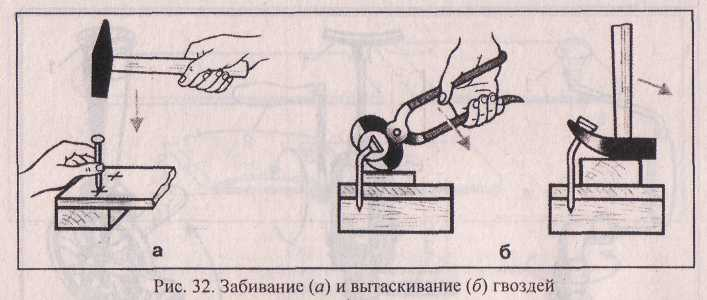 а
б
Рис. 32. Забивание (а) и вытаскивание (б) гвоздей